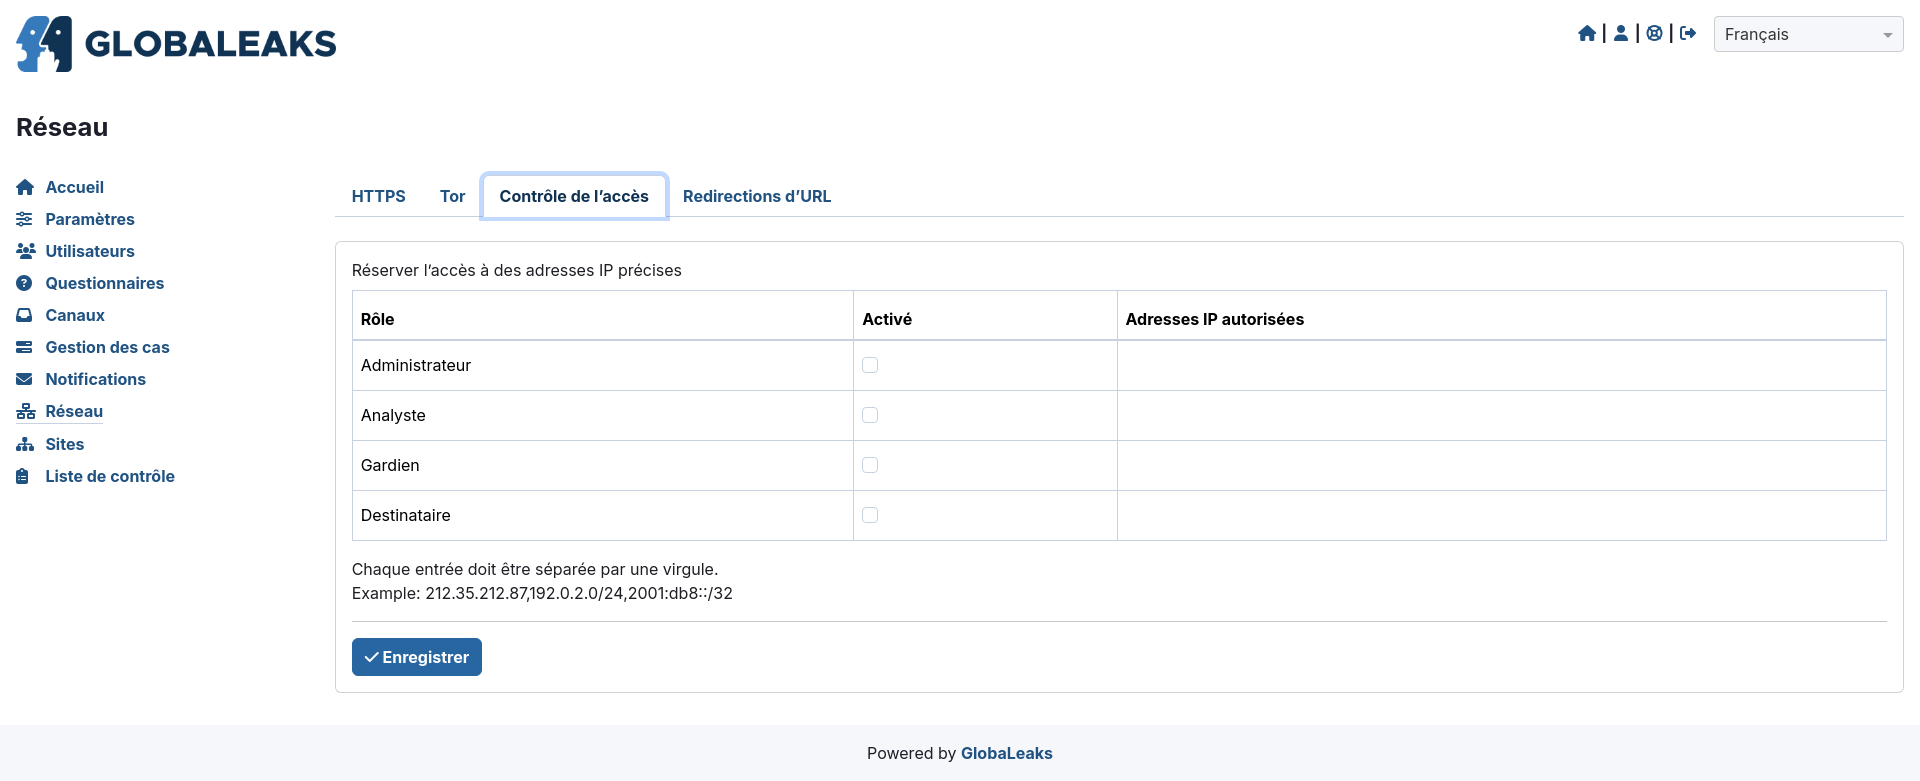 GLOBALEAKS
Français
Réseau
Accueil
Paramètres
Utilisateurs
Questionnaires
Canaux
Gestion des cas
Notifications
Réseau
Sites
Liste de contrôle
HTTPS Tor Contrôle de l’accès Redirections d’URL
Réserver l’accès à des adresses IP précises
Rôle Activé Adresses IP autorisées
Administrateur
Analyste
Gardien
Destinataire
Chaque entrée doit être séparée par une virgule.
Example: 212.35.212.87,192.0.2.0/24,2001:db8::/32
Enregistrer
Powered by GlobaLeaks